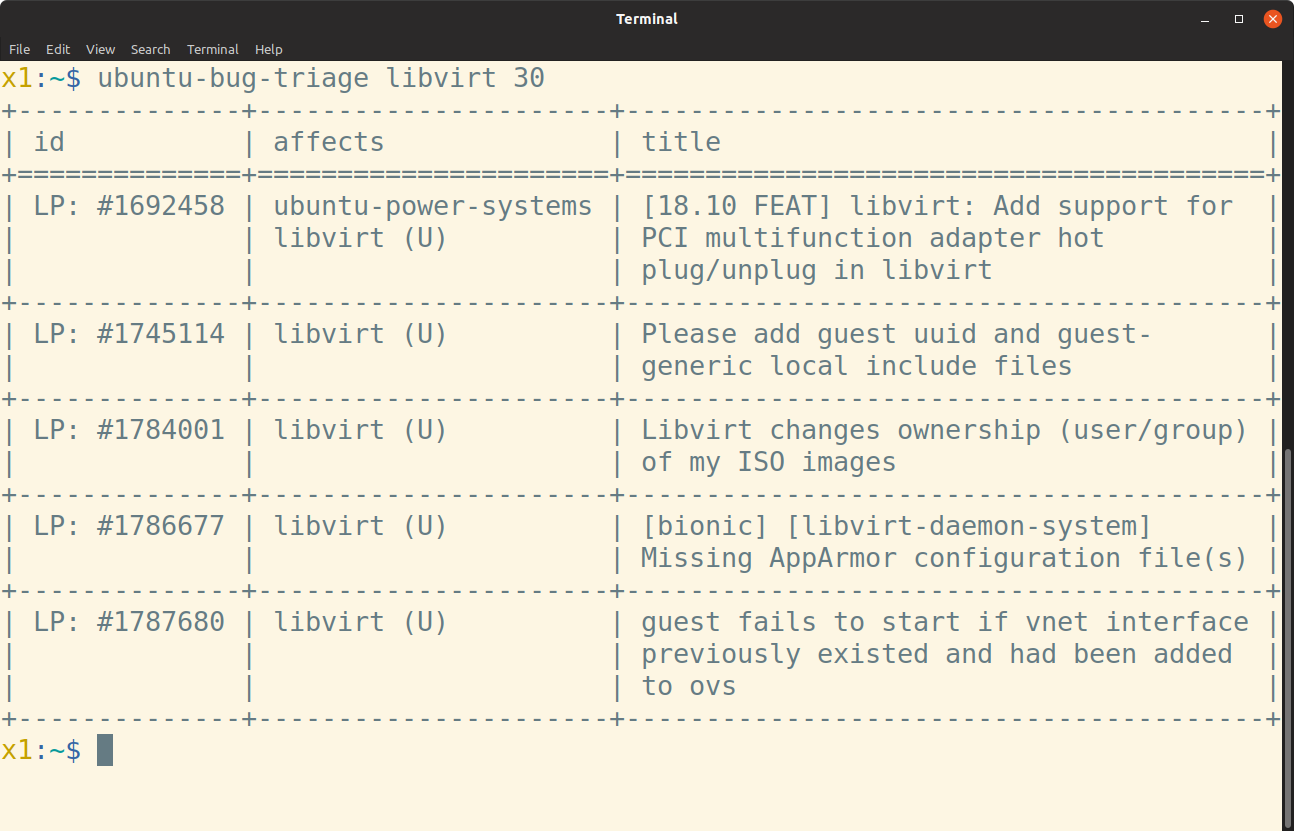 Terminal
File Edit View Search Terminal Help
x1:~$ ubuntu-bug-triage libvirt 30
+--------------+----------------------+----------------------------------------+
| id           | affects              | title                                  |
+==============+======================+========================================+
| LP: #1692458 | ubuntu-power-systems | [18.10 FEAT] libvirt: Add support for  |
|              | libvirt (U)          | PCI multifunction adapter hot          |
|              |                      | plug/unplug in libvirt                 |
+--------------+----------------------+----------------------------------------+
| LP: #1745114 | libvirt (U)          | Please add guest uuid and guest-       |
|              |                      | generic local include files            |
+--------------+----------------------+----------------------------------------+
| LP: #1784001 | libvirt (U)          | Libvirt changes ownership (user/group) |
|              |                      | of my ISO images                       |
+--------------+----------------------+----------------------------------------+
| LP: #1786677 | libvirt (U)          | [bionic] [libvirt-daemon-system]       |
|              |                      | Missing AppArmor configuration file(s) |
+--------------+----------------------+----------------------------------------+
| LP: #1787680 | libvirt (U)          | guest fails to start if vnet interface |
|              |                      | previously existed and had been added  |
|              |                      | to ovs                                 |
+--------------+----------------------+----------------------------------------+
x1:~$